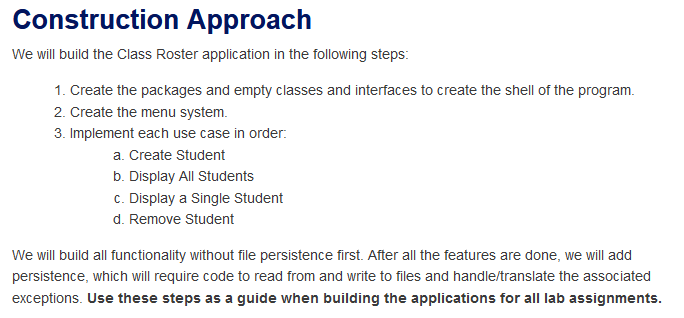 Construction Approach
We will build the Class Roster application in the following steps:
1. Create the packages and empty classes and interfaces to create the shell of the program.
2. Create the menu system.
3. Implement each use case in order:
a. Create Student
b. Display All Students
c. Display a Single Student
d. Remove Student
We will build all functionality without file persistence first. After all the features are done, we will add
persistence, which will require code to read from and write to files and handle/translate the associated
exceptions. Use these steps as a guide when building the applications for all lab assignments.